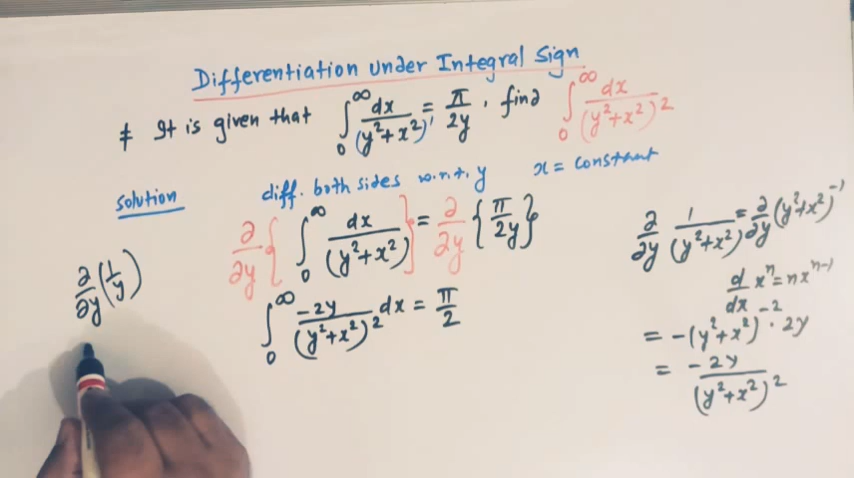 Differentiation under Integral Sign
# It is given that ∫₀^∞ dx/(y²+x²) = π/2y , find ∫₀^∞ dx/(y²+x²)²
solution diff. both sides w.r.t. y x = constant
∂/∂y { ∫₀^∞ dx/(y²+x²) } = ∂/∂y { π/2y }
∫₀^∞ -2y/(y²+x²)² dx = π/2
∂/∂y (1/y)
∂/∂y 1/(y²+x²) = ∂/∂y (y²+x²)⁻¹
d/dx xⁿ = nxⁿ⁻¹
= -(y²+x²)⁻² · 2y
= -2y/(y²+x²)²